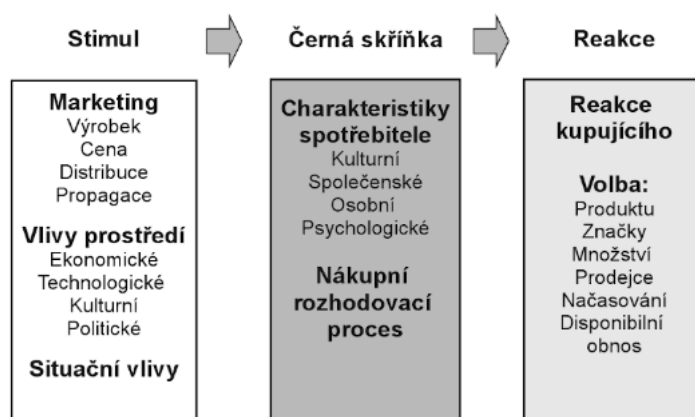 Stimul
Černá skříňka
Reakce
Marketing
Výrobek
Cena
Distribuce
Propagace
Vlivy prostředí
Ekonomické
Technologické
Kulturní
Politické
Situační vlivy
Charakteristiky
spotřebitele
Kulturní
Společenské
Osobní
Psychologické
Nákupní
rozhodovací
proces
Reakce
kupujícího
Volba:
Produktu
Značky
Množství
Prodejce
Načasování
Disponibilní
obnos